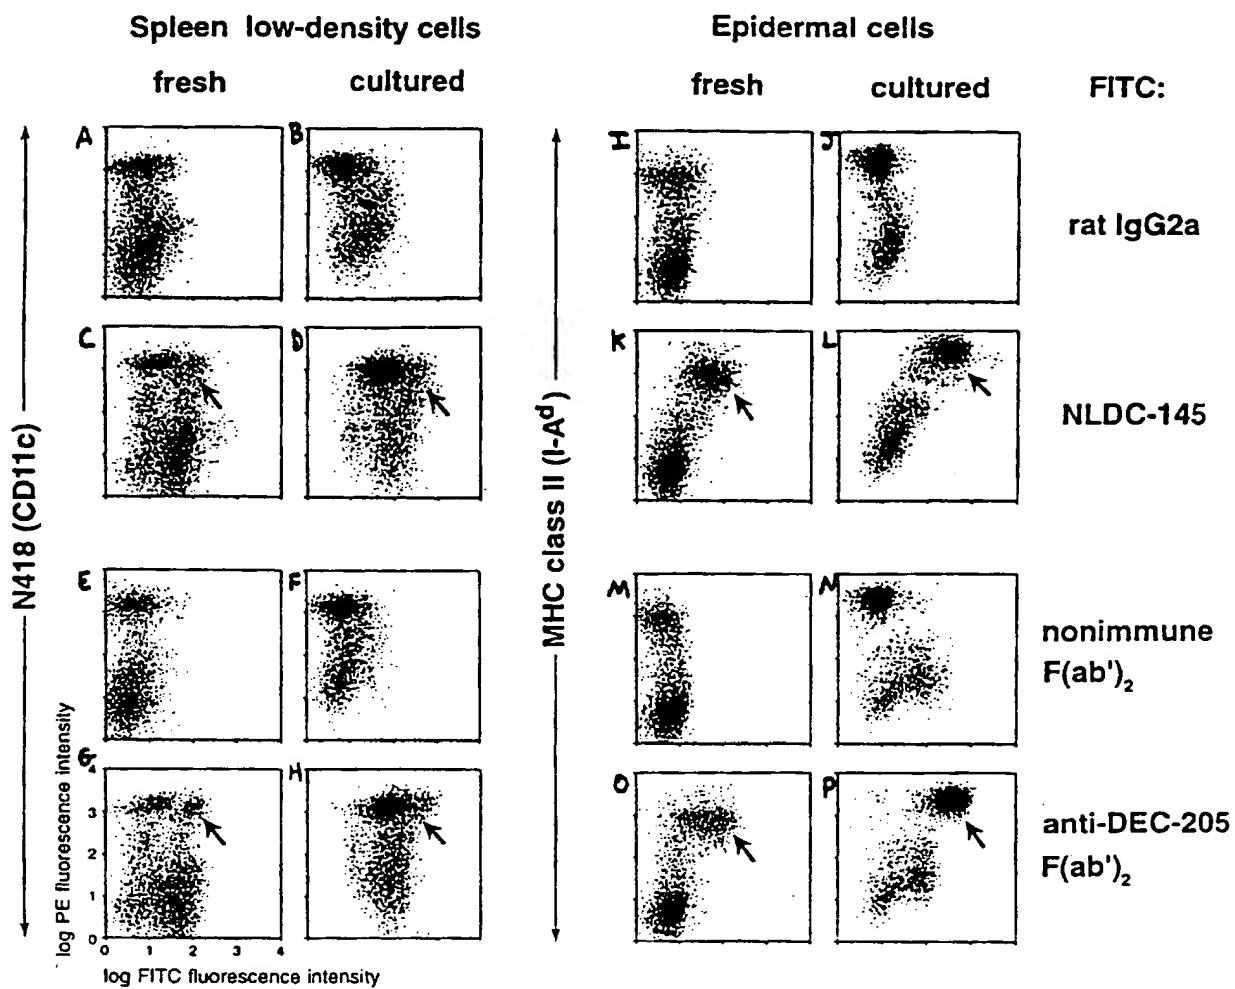 Spleen low-density cells
Epidermal cells
fresh
cultured
fresh
cultured
FITC:
N418 (CD11c)
MHC class II (I-Aᵈ)
A
B
I
J
rat IgG2a
C
D
K
L
NLDC-145
E
F
M
N
nonimmune
F(ab')₂
G
H
O
P
anti-DEC-205
F(ab')₂
log PE fluorescence intensity
4
3
2
1
0
0 1 2 3 4
log FITC fluorescence intensity